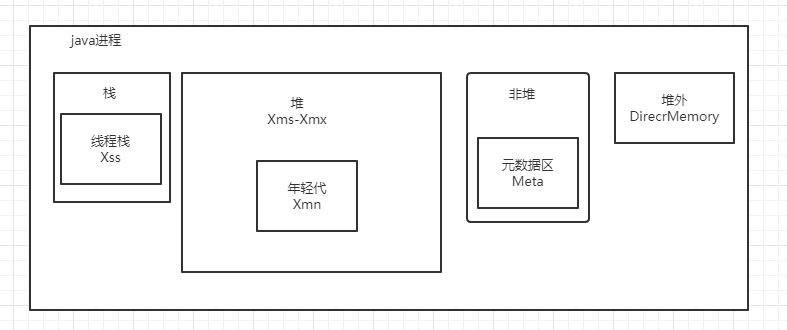 java进程
栈
线程栈
Xss
堆
Xms-Xmx
年轻代
Xmn
非堆
元数据区
Meta
堆外
DirecrMemory